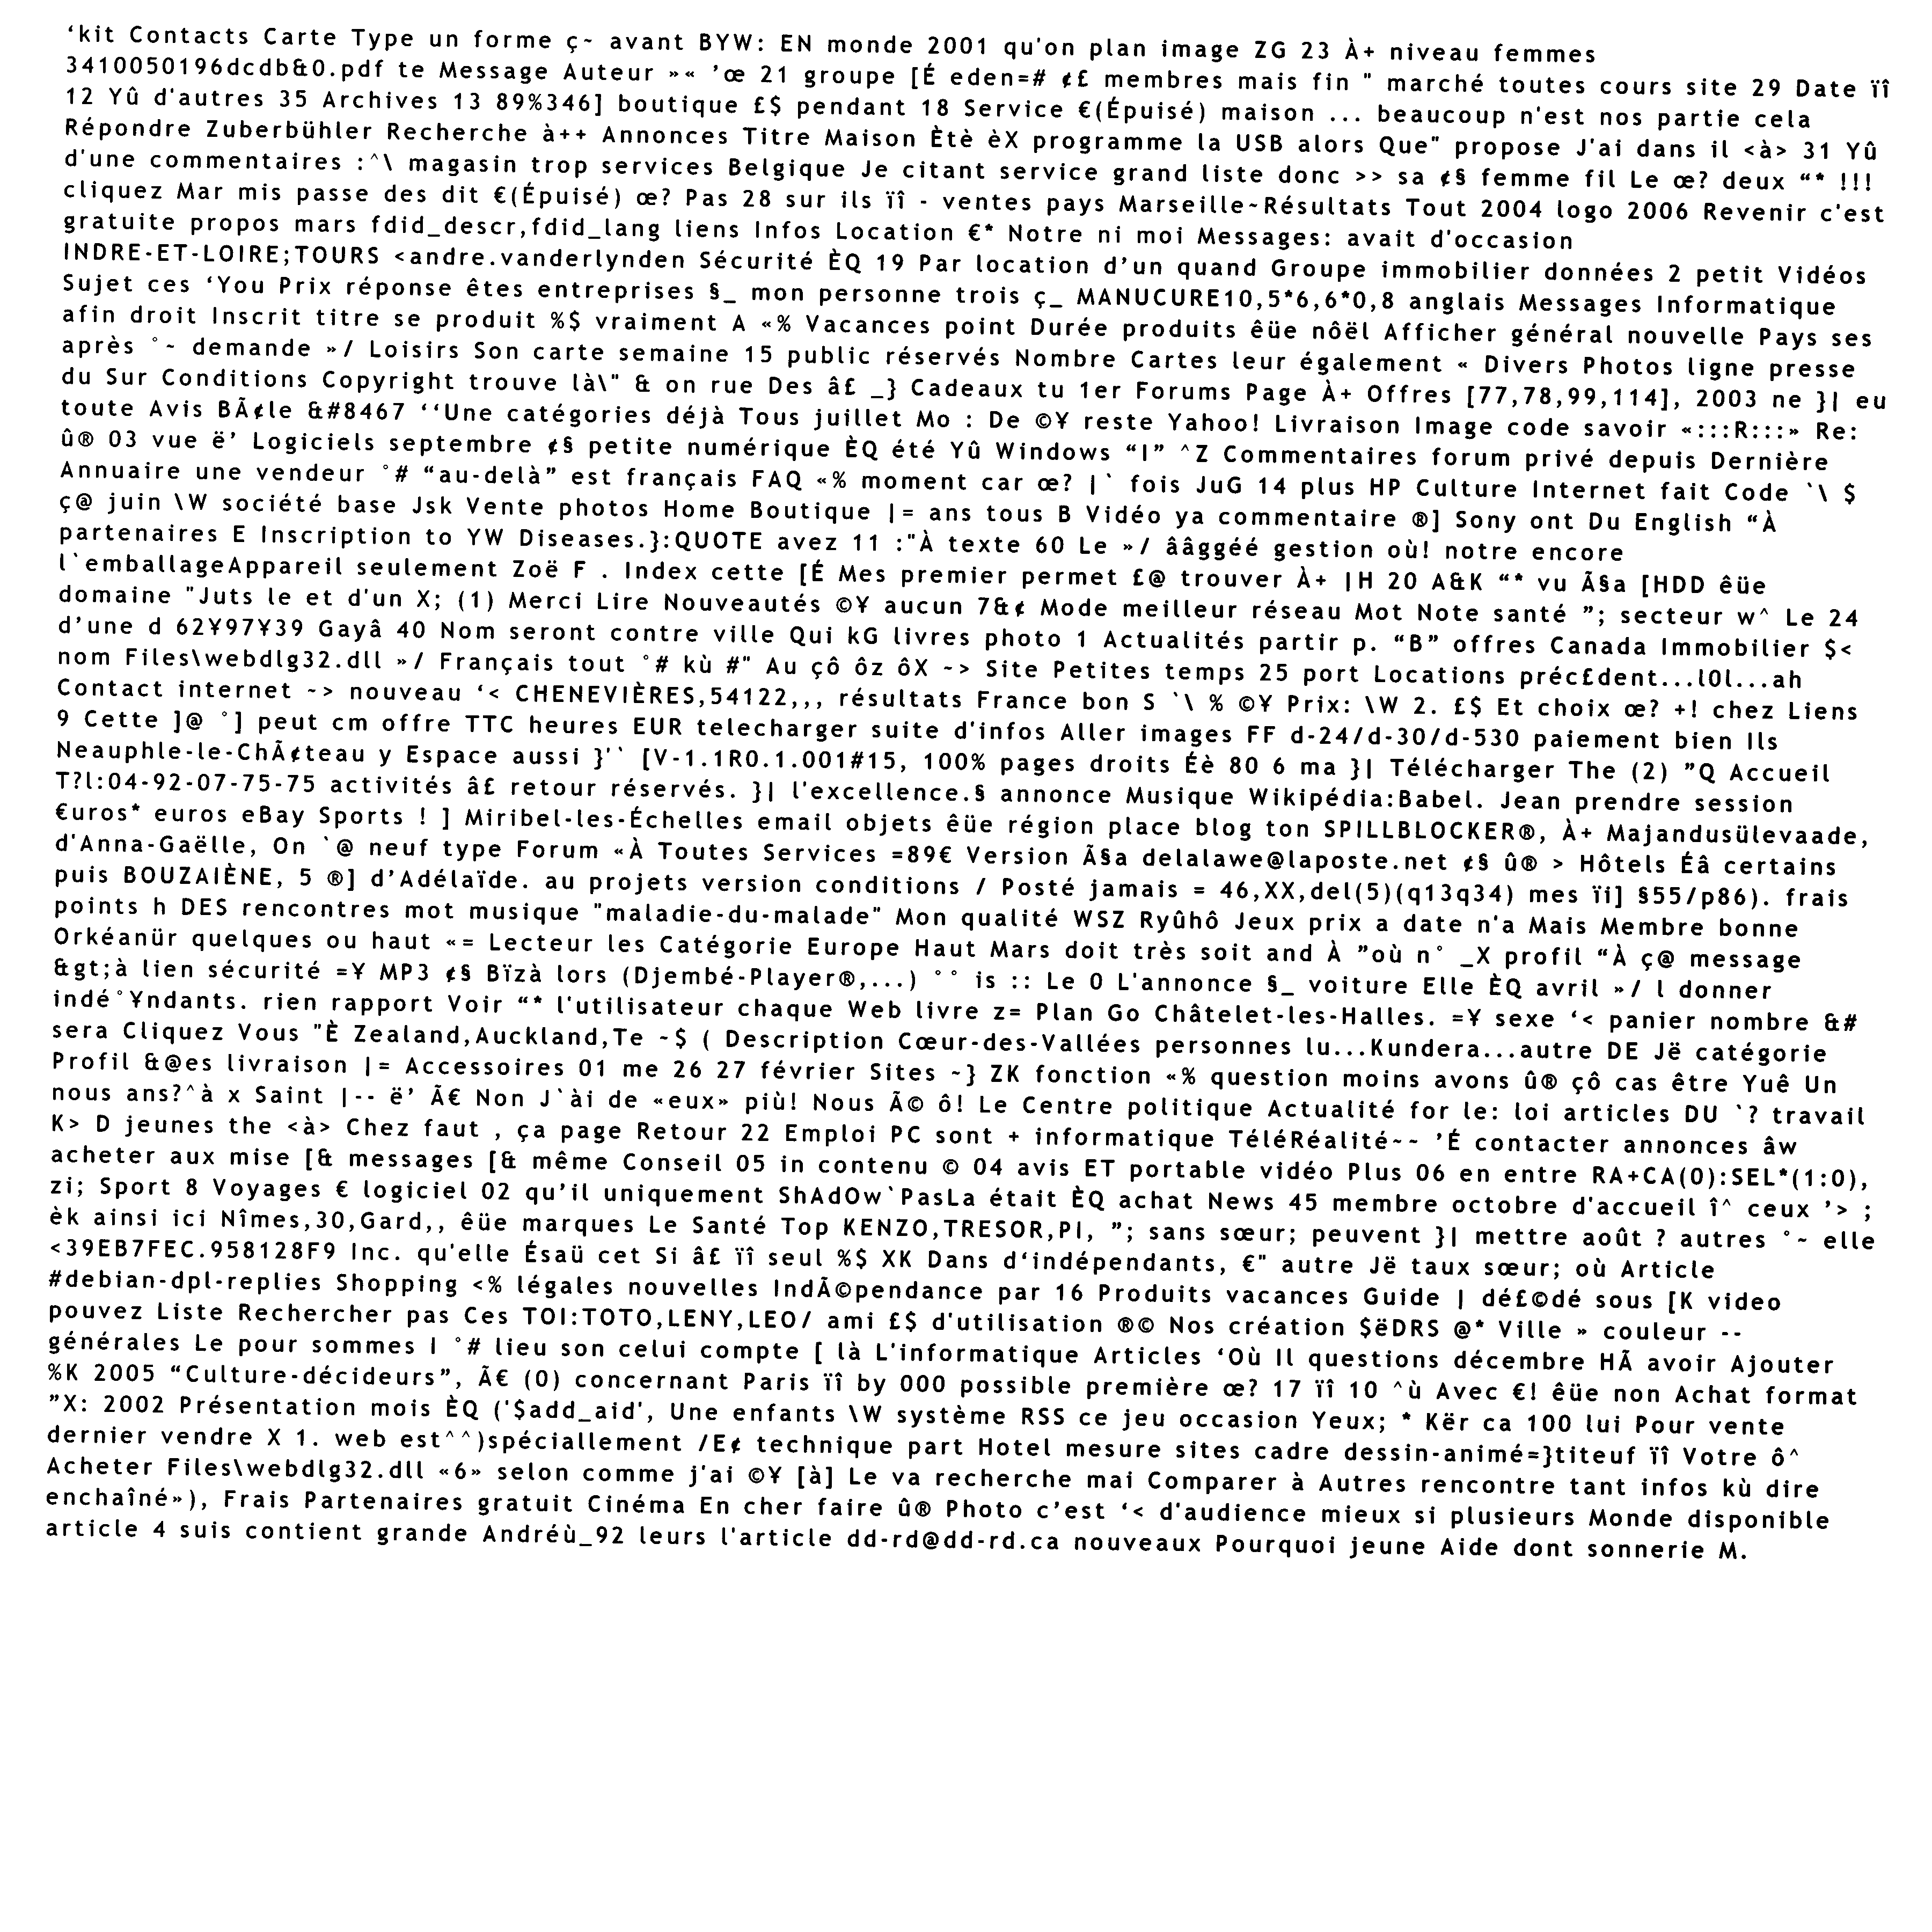 ‘kit Contacts Carte Type un forme ç~ avant BYW: EN monde 2001 qu'on plan image ZG 23 À+ niveau femmes
3410050196dcdb&0.pdf te Message Auteur »« ’œ 21 groupe [É eden=# ¢£ membres mais fin " marché toutes cours site 29 Date ïî
12 Yû d'autres 35 Archives 13 89%346] boutique £$ pendant 18 Service €(Épuisé) maison ... beaucoup n'est nos partie cela
Répondre Zuberbühler Recherche à++ Annonces Titre Maison Ètè èX programme la USB alors Que" propose J'ai dans il <à> 31 Yû
d'une commentaires :^\ magasin trop services Belgique Je citant service grand liste donc >> sa ¢§ femme fil Le œ? deux “* !!!
cliquez Mar mis passe des dit €(Épuisé) œ? Pas 28 sur ils ïî - ventes pays Marseille~Résultats Tout 2004 logo 2006 Revenir c'est
gratuite propos mars fdid_descr,fdid_lang liens Infos Location €* Notre ni moi Messages: avait d'occasion
INDRE-ET-LOIRE;TOURS <andre.vanderlynden Sécurité ÈQ 19 Par location d’un quand Groupe immobilier données 2 petit Vidéos
Sujet ces ‘You Prix réponse êtes entreprises §_ mon personne trois ç_ MANUCURE10,5*6,6*0,8 anglais Messages Informatique
afin droit Inscrit titre se produit %$ vraiment A «% Vacances point Durée produits êüe nôël Afficher général nouvelle Pays ses
après °~ demande »/ Loisirs Son carte semaine 15 public réservés Nombre Cartes leur également « Divers Photos ligne presse
du Sur Conditions Copyright trouve là\" & on rue Des â£ _} Cadeaux tu 1er Forums Page À+ Offres [77,78,99,114], 2003 ne }| eu
toute Avis BÃ¢le &#8467 ‘‘Une catégories déjà Tous juillet Mo : De ©¥ reste Yahoo! Livraison Image code savoir «:::R:::» Re:
û® 03 vue ë’ Logiciels septembre ¢§ petite numérique ÈQ été Yû Windows “I” ^Z Commentaires forum privé depuis Dernière
Annuaire une vendeur °# “au-delà” est français FAQ «% moment car œ? |` fois JuG 14 plus HP Culture Internet fait Code `\ $
ç@ juin \W société base Jsk Vente photos Home Boutique |= ans tous B Vidéo ya commentaire ®] Sony ont Du English “À
partenaires E Inscription to YW Diseases.}:QUOTE avez 11 :"À texte 60 Le »/ ââggéé gestion où! notre encore
l`emballageAppareil seulement Zoë F . Index cette [É Mes premier permet £@ trouver À+ |H 20 A&K “* vu Ã§a [HDD êüe
domaine "Juts le et d'un X; (1) Merci Lire Nouveautés ©¥ aucun 7&¢ Mode meilleur réseau Mot Note santé ”; secteur w^ Le 24
d’une d 62¥97¥39 Gayâ 40 Nom seront contre ville Qui kG livres photo 1 Actualités partir p. “B” offres Canada Immobilier $<
nom Files\webdlg32.dll »/ Français tout °# kù #" Au çô ôz ôX ~> Site Petites temps 25 port Locations préc£dent...l0l...ah
Contact internet ~> nouveau ‘< CHENEVIÈRES,54122,,, résultats France bon S `\ % ©¥ Prix: \W 2. £$ Et choix œ? +! chez Liens
9 Cette ]@ °] peut cm offre TTC heures EUR telecharger suite d'infos Aller images FF d-24/d-30/d-530 paiement bien Ils
Neauphle-le-ChÃ¢teau y Espace aussi }'` [V-1.1R0.1.001#15, 100% pages droits Éè 80 6 ma }| Télécharger The (2) ”Q Accueil
T?l:04-92-07-75-75 activités â£ retour réservés. }| l'excellence.§ annonce Musique Wikipédia:Babel. Jean prendre session
€uros* euros eBay Sports ! ] Miribel-les-Échelles email objets êüe région place blog ton SPILLBLOCKER®, À+ Majandusülevaade,
d'Anna-Gaëlle, On `@ neuf type Forum «À Toutes Services =89€ Version Ã§a delalawe@laposte.net ¢§ û® > Hôtels Éâ certains
puis BOUZAIÈNE, 5 ®] d’Adélaïde. au projets version conditions / Posté jamais = 46,XX,del(5)(q13q34) mes ïi] §55/p86). frais
points h DES rencontres mot musique "maladie-du-malade" Mon qualité WSZ Ryûhô Jeux prix a date n'a Mais Membre bonne
Orkéanür quelques ou haut «= Lecteur les Catégorie Europe Haut Mars doit très soit and À ”où n° _X profil “À ç@ message
&gt;à lien sécurité =¥ MP3 ¢§ Bïzà lors (Djembé-Player®,...) °° is :: Le 0 L'annonce §_ voiture Elle ÈQ avril »/ l donner
indé°¥ndants. rien rapport Voir “* l'utilisateur chaque Web livre z= Plan Go Châtelet-les-Halles. =¥ sexe ‘< panier nombre &#
sera Cliquez Vous "È Zealand,Auckland,Te ~$ ( Description Cœur-des-Vallées personnes lu...Kundera...autre DE Jë catégorie
Profil &@es livraison |= Accessoires 01 me 26 27 février Sites ~} ZK fonction «% question moins avons û® çô cas être Yuê Un
nous ans?^à x Saint |-- ë’ Ã€ Non J`ài de «eux» più! Nous Ã© ô! Le Centre politique Actualité for le: loi articles DU `? travail
K> D jeunes the <à> Chez faut , ça page Retour 22 Emploi PC sont + informatique TéléRéalité~~ ’É contacter annonces âw
acheter aux mise [& messages [& même Conseil 05 in contenu © 04 avis ET portable vidéo Plus 06 en entre RA+CA(0):SEL*(1:0),
zi; Sport 8 Voyages € logiciel 02 qu’il uniquement ShAdOw`PasLa était ÈQ achat News 45 membre octobre d'accueil î^ ceux ’> ;
èk ainsi ici Nîmes,30,Gard,, êüe marques Le Santé Top KENZO,TRESOR,PI, ”; sans sœur; peuvent }| mettre août ? autres °~ elle
<39EB7FEC.958128F9 Inc. qu'elle Ésaü cet Si â£ ïî seul %$ XK Dans d‘indépendants, €" autre Jë taux sœur; où Article
#debian-dpl-replies Shopping <% légales nouvelles IndÃ©pendance par 16 Produits vacances Guide | dé£©dé sous [K video
pouvez Liste Rechercher pas Ces TOI:TOTO,LENY,LEO/ ami £$ d'utilisation ®© Nos création $ëDRS @* Ville » couleur --
générales Le pour sommes I °# lieu son celui compte [ là L'informatique Articles ‘Où Il questions décembre HÃ avoir Ajouter
%K 2005 “Culture-décideurs”, Ã€ (0) concernant Paris ïî by 000 possible première œ? 17 ïî 10 ^ù Avec €! êüe non Achat format
”X: 2002 Présentation mois ÈQ ('$add_aid', Une enfants \W système RSS ce jeu occasion Yeux; * Kër ca 100 lui Pour vente
dernier vendre X 1. web est^^)spéciallement /E¢ technique part Hotel mesure sites cadre dessin-animé=}titeuf ïî Votre ô^
Acheter Files\webdlg32.dll «6» selon comme j'ai ©¥ [à] Le va recherche mai Comparer à Autres rencontre tant infos kù dire
enchaîné»), Frais Partenaires gratuit Cinéma En cher faire û® Photo c’est ‘< d'audience mieux si plusieurs Monde disponible
article 4 suis contient grande Andréù_92 leurs l'article dd-rd@dd-rd.ca nouveaux Pourquoi jeune Aide dont sonnerie M.